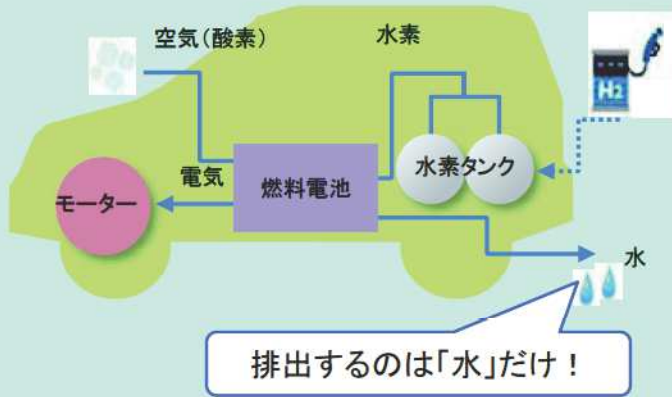 空気（酸素）
水素
H2
電気
燃料電池
水素タンク
モーター
水
排出するのは「水」だけ！